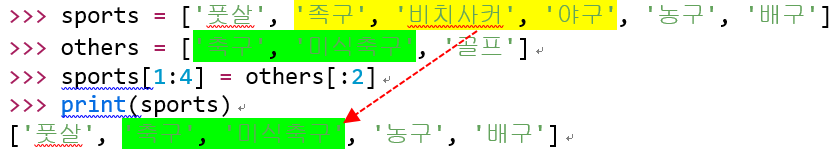 >>> sports = ['풋살', '족구', '비치사커', '야구', '농구', '배구']
>>> others = ['축구', '미식축구', '골프']
>>> sports[1:4] = others[:2]
>>> print(sports)
['풋살', '축구', '미식축구', '농구', '배구']